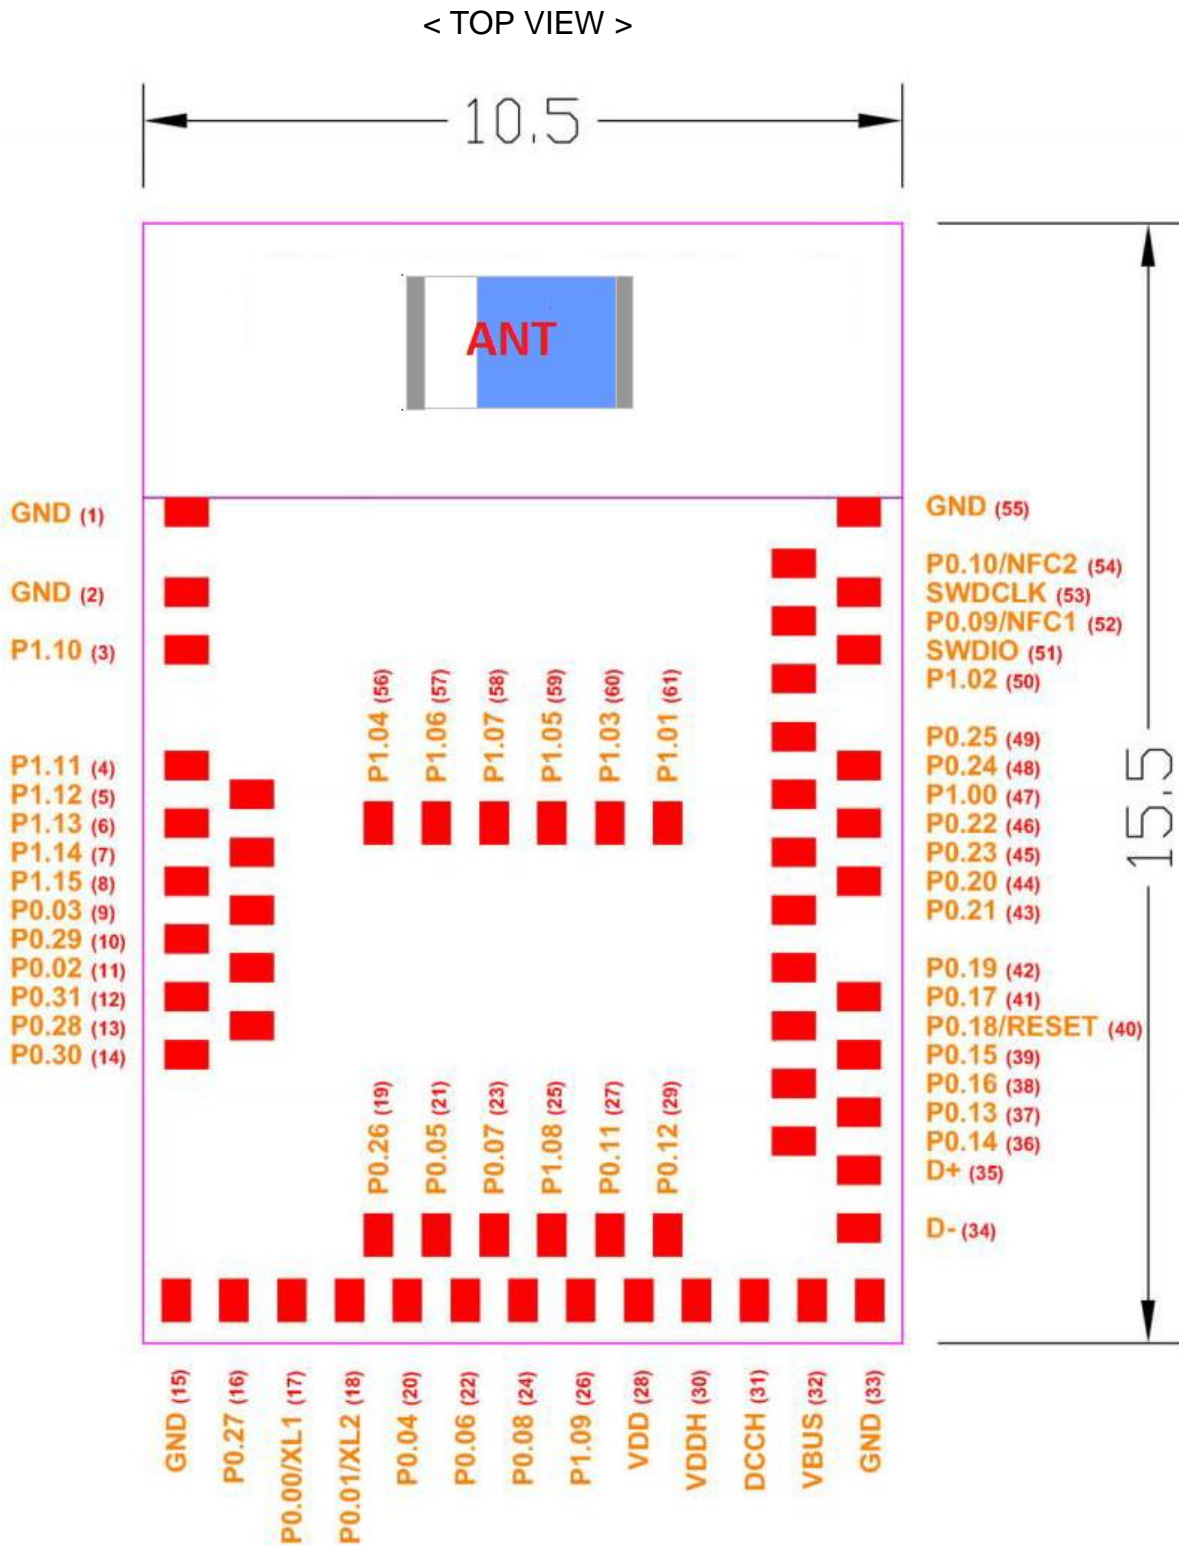 < TOP VIEW >
10.5
ANT
GND (1)
GND (2)
P1.10 (3)
P1.11 (4)
P1.12 (5)
P1.13 (6)
P1.14 (7)
P1.15 (8)
P0.03 (9)
P0.29 (10)
P0.02 (11)
P0.31 (12)
P0.28 (13)
P0.30 (14)
P1.04 (56)
P1.06 (57)
P1.07 (58)
P1.05 (59)
P1.03 (60)
P1.01 (61)
P0.26 (19)
P0.05 (21)
P0.07 (23)
P1.08 (25)
P0.11 (27)
P0.12 (29)
GND (55)
P0.10/NFC2 (54)
SWDCLK (53)
P0.09/NFC1 (52)
SWDIO (51)
P1.02 (50)
P0.25 (49)
P0.24 (48)
P1.00 (47)
P0.22 (46)
P0.23 (45)
P0.20 (44)
P0.21 (43)
P0.19 (42)
P0.17 (41)
P0.18/RESET (40)
P0.15 (39)
P0.16 (38)
P0.13 (37)
P0.14 (36)
D+ (35)
D- (34)
15.5
GND (15)
P0.27 (16)
P0.00/XL1 (17)
P0.01/XL2 (18)
P0.04 (20)
P0.06 (22)
P0.08 (24)
P1.09 (26)
VDD (28)
VDDH (30)
DCCH (31)
VBUS (32)
GND (33)